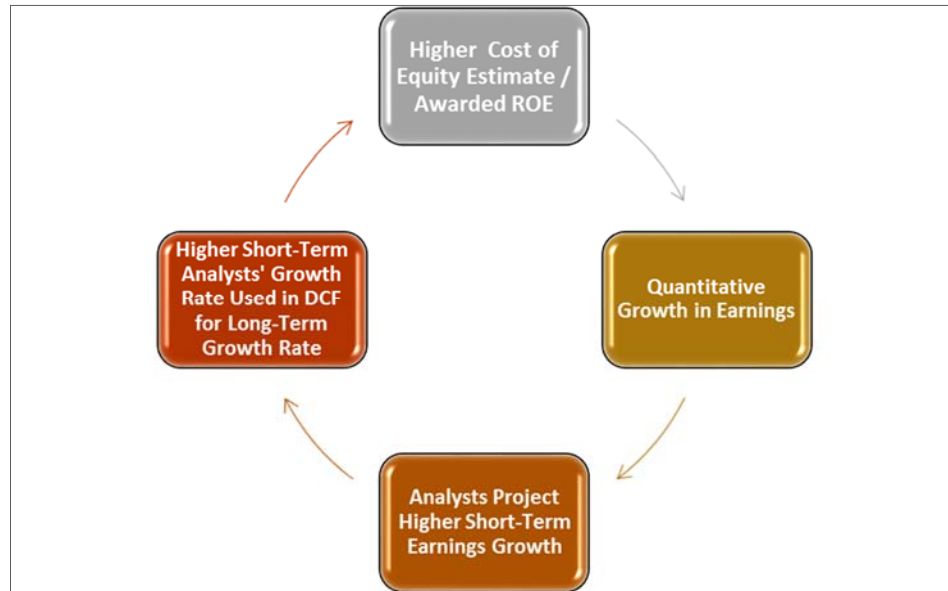 Higher Cost of
Equity Estimate /
Awarded ROE
Quantitative
Growth in Earnings
Analysts Project
Higher Short-Term
Earnings Growth
Higher Short-Term
Analysts' Growth
Rate Used in DCF
for Long-Term
Growth Rate